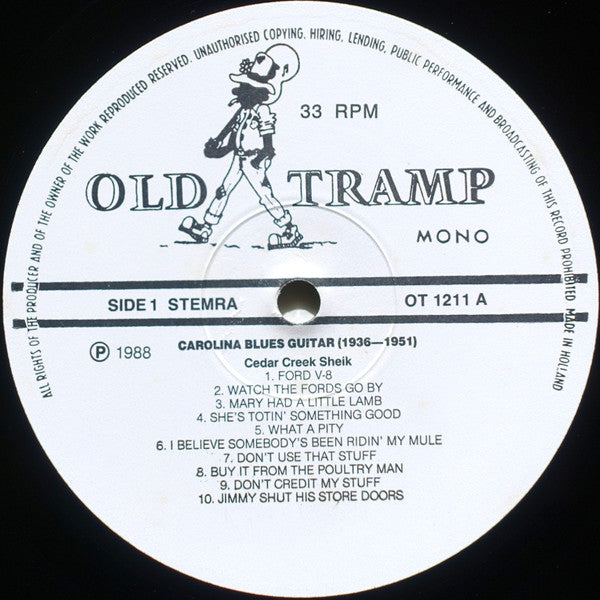 ALL RIGHTS OF THE PRODUCER AND OF THE OWNER OF THE WORK REPRODUCED RESERVED. UNAUTHORISED COPYING, HIRING, LENDING, PUBLIC PERFORMANCE AND BROADCASTING OF THIS RECORD PROHIBITED MADE IN HOLLAND
33 RPM
OLD TRAMP
MONO
SIDE 1 STEMRA OT 1211 A
℗ 1988
CAROLINA BLUES GUITAR (1936—1951)
Cedar Creek Sheik
1. FORD V-8
2. WATCH THE FORDS GO BY
3. MARY HAD A LITTLE LAMB
4. SHE'S TOTIN' SOMETHING GOOD
5. WHAT A PITY
6. I BELIEVE SOMEBODY'S BEEN RIDIN' MY MULE
7. DON'T USE THAT STUFF
8. BUY IT FROM THE POULTRY MAN
9. DON'T CREDIT MY STUFF
10. JIMMY SHUT HIS STORE DOORS